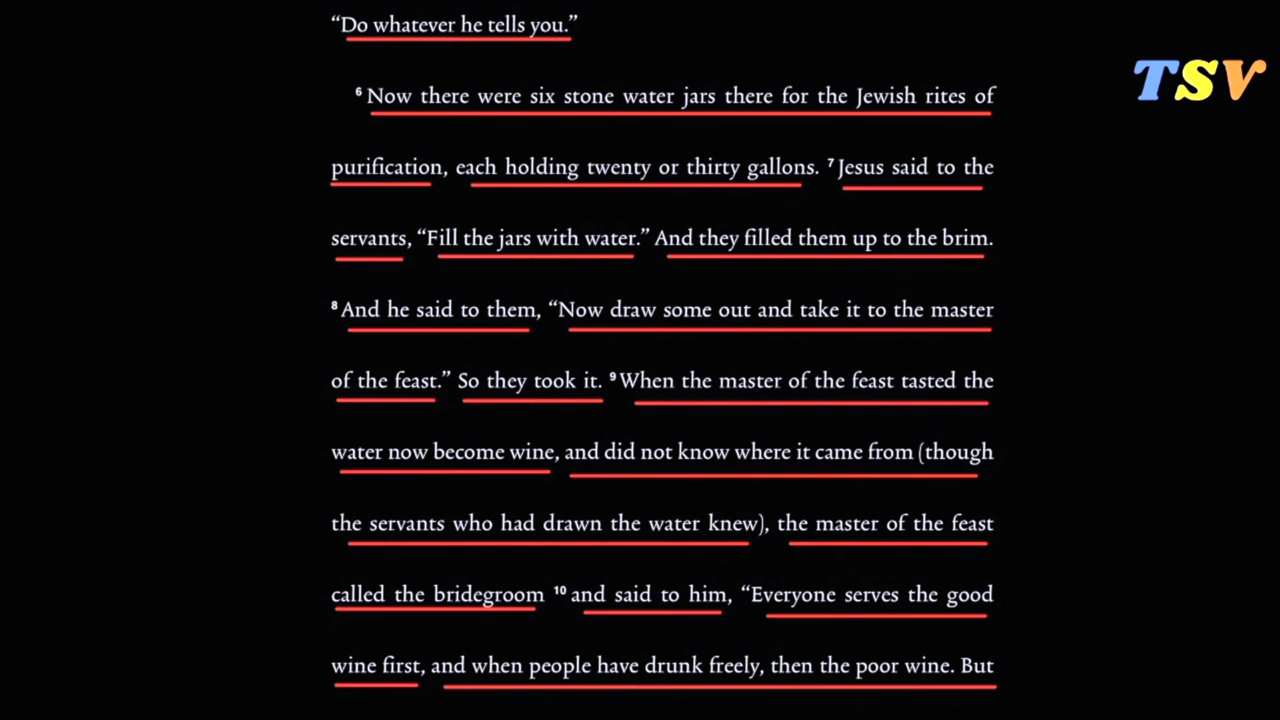 “Do whatever he tells you.”
TSV
⁶ Now there were six stone water jars there for the Jewish rites of
purification, each holding twenty or thirty gallons. ⁷ Jesus said to the
servants, “Fill the jars with water.” And they filled them up to the brim.
⁸ And he said to them, “Now draw some out and take it to the master
of the feast.” So they took it. ⁹ When the master of the feast tasted the
water now become wine, and did not know where it came from (though
the servants who had drawn the water knew), the master of the feast
called the bridegroom ¹⁰ and said to him, “Everyone serves the good
wine first, and when people have drunk freely, then the poor wine. But